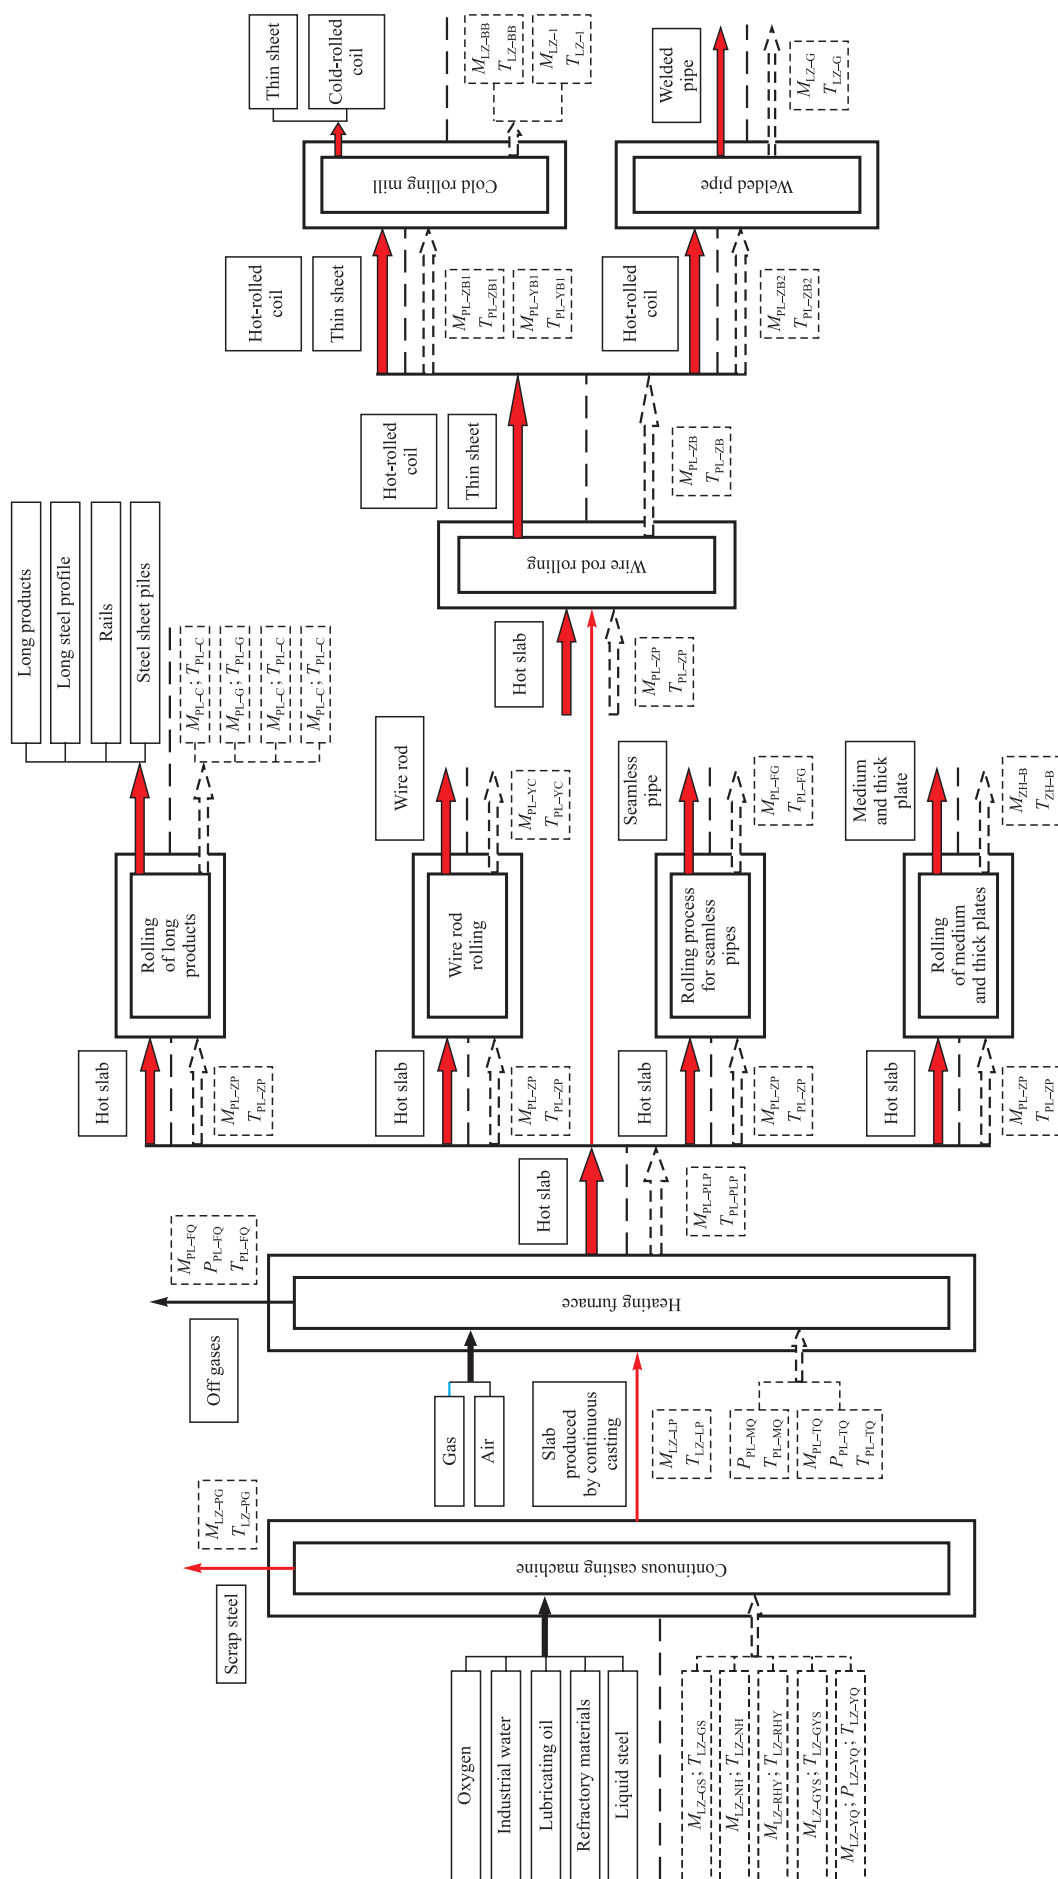 Oxygen
Industrial water
Lubricating oil
Refractory materials
Liquid steel
M_LZ–GS; T_LZ–GS
M_LZ–NH; T_LZ–NH
M_LZ–RHY; T_LZ–RHY
M_LZ–GYS; T_LZ–GYS
M_LZ–YQ; P_LZ–YQ; T_LZ–YQ
Scrap steel
M_LZ–PG
T_LZ–PG
Continuous casting machine
Gas
Air
Slab
produced
by continuous
casting
M_LZ–LP
T_LZ–LP
P_PL–MQ
T_PL–MQ
M_PL–TQ
P_PL–TQ
T_PL–TQ
Off gases
M_PL–FQ
P_PL–FQ
T_PL–FQ
Heating furnace
Hot slab
M_PL–PLP
T_PL–PLP
Hot slab
M_PL–ZP
T_PL–ZP
Rolling
of long
products
Long products
Long steel profile
Rails
Steel sheet piles
M_PL–C; T_PL–C
M_PL–G; T_PL–G
M_PL–C; T_PL–C
M_PL–C; T_PL–C
Hot slab
M_PL–ZP
T_PL–ZP
Wire rod
rolling
Wire rod
M_PL–YC
T_PL–YC
Hot slab
M_PL–ZP
T_PL–ZP
Rolling process
for seamless
pipes
Seamless
pipe
M_PL–FG
T_PL–FG
Hot slab
M_PL–ZP
T_PL–ZP
Rolling
of medium
and thick plates
Medium
and thick
plate
M_ZH–B
T_ZH–B
Hot slab
M_PL–ZP
T_PL–ZP
Wire rod rolling
Hot-rolled
coil
Thin sheet
M_PL–ZB
T_PL–ZB
Hot-rolled
coil
Thin sheet
M_PL–ZB1
T_PL–ZB1
M_PL–YB1
T_PL–YB1
Cold rolling
mill
Thin sheet
Cold-rolled
coil
M_LZ–BB
T_LZ–BB
M_LZ–1
T_LZ–1
Hot-rolled
coil
M_PL–ZB2
T_PL–ZB2
Welded pipe
Welded
pipe
M_LZ–G
T_LZ–G